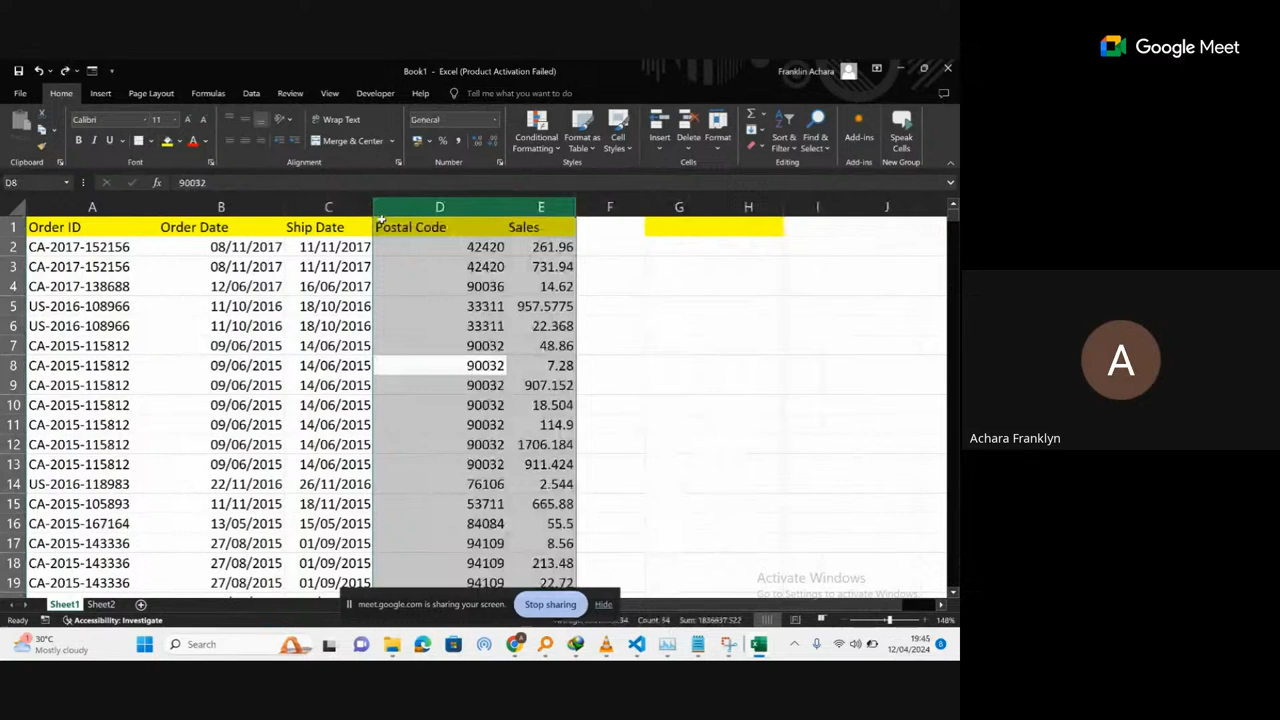 Google Meet
Book1 - Excel (Product Activation Failed)
Franklin Achara
File Home Insert Page Layout Formulas Data Review View Developer Help Tell me what you want to do
Calibri 11 Wrap Text General
B I U Merge & Center
Conditional Formatting Format as Table Cell Styles Insert Delete Format Sort & Filter Find & Select Add-ins Speak Cells
Clipboard Font Alignment Number Styles Cells Editing Add-ins New Group
D8 fx 90032
A B C D E F G H I J
1 Order ID Order Date Ship Date Postal Code Sales
2 CA-2017-152156 08/11/2017 11/11/2017 42420 261.96
3 CA-2017-152156 08/11/2017 11/11/2017 42420 731.94
4 CA-2017-138688 12/06/2017 16/06/2017 90036 14.62
5 US-2016-108966 11/10/2016 18/10/2016 33311 957.5775
6 US-2016-108966 11/10/2016 18/10/2016 33311 22.368
7 CA-2015-115812 09/06/2015 14/06/2015 90032 48.86
8 CA-2015-115812 09/06/2015 14/06/2015 90032 7.28
9 CA-2015-115812 09/06/2015 14/06/2015 90032 907.152
10 CA-2015-115812 09/06/2015 14/06/2015 90032 18.504
11 CA-2015-115812 09/06/2015 14/06/2015 90032 114.9
12 CA-2015-115812 09/06/2015 14/06/2015 90032 1706.184
13 CA-2015-115812 09/06/2015 14/06/2015 90032 911.424
14 US-2016-118983 22/11/2016 26/11/2016 76106 2.544
15 CA-2015-105893 11/11/2015 18/11/2015 53711 665.88
16 CA-2015-167164 13/05/2015 15/05/2015 84084 55.5
17 CA-2015-143336 27/08/2015 01/09/2015 94109 8.56
18 CA-2015-143336 27/08/2015 01/09/2015 94109 213.48
19 CA-2015-143336 27/08/2015 01/09/2015 94109 22.72
Activate Windows
Go to Settings to activate Windows.
Sheet1 Sheet2
meet.google.com is sharing your screen. Stop sharing Hide
Ready Accessibility: Investigate 148%
30°C
Mostly cloudy
Search
19:45
12/04/2024
A
Achara Franklyn